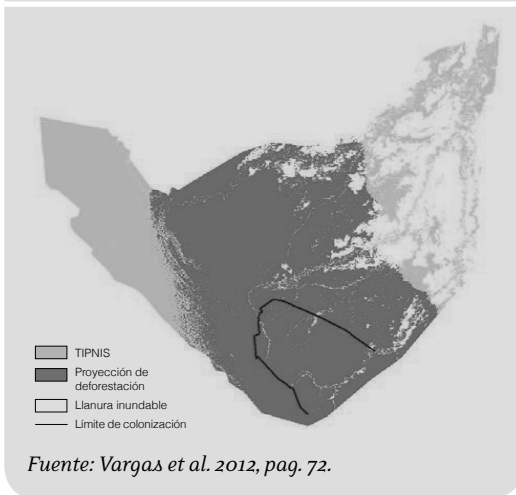 TIPNIS
Proyección de
deforestación
Llanura inundable
Límite de colonización
Fuente: Vargas et al. 2012, pag. 72.